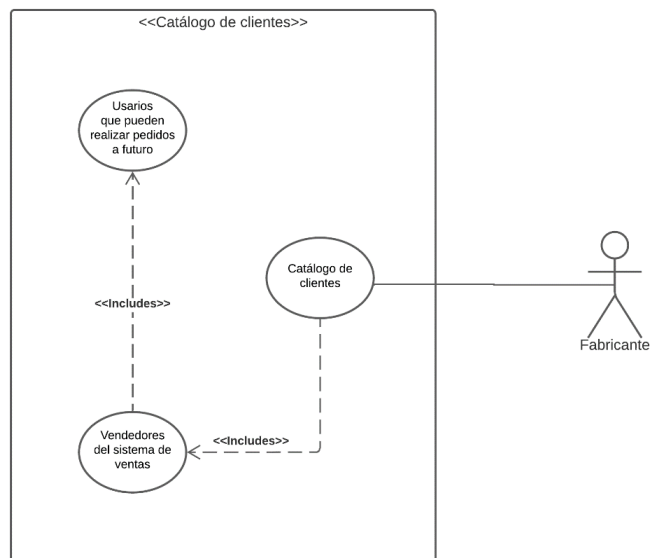 <<Catálogo de clientes>>
Usarios
que pueden
realizar pedidos
a futuro
Catálogo de
clientes
<<Includes>>
Fabricante
Vendedores
del sistema de
ventas
<<Includes>>